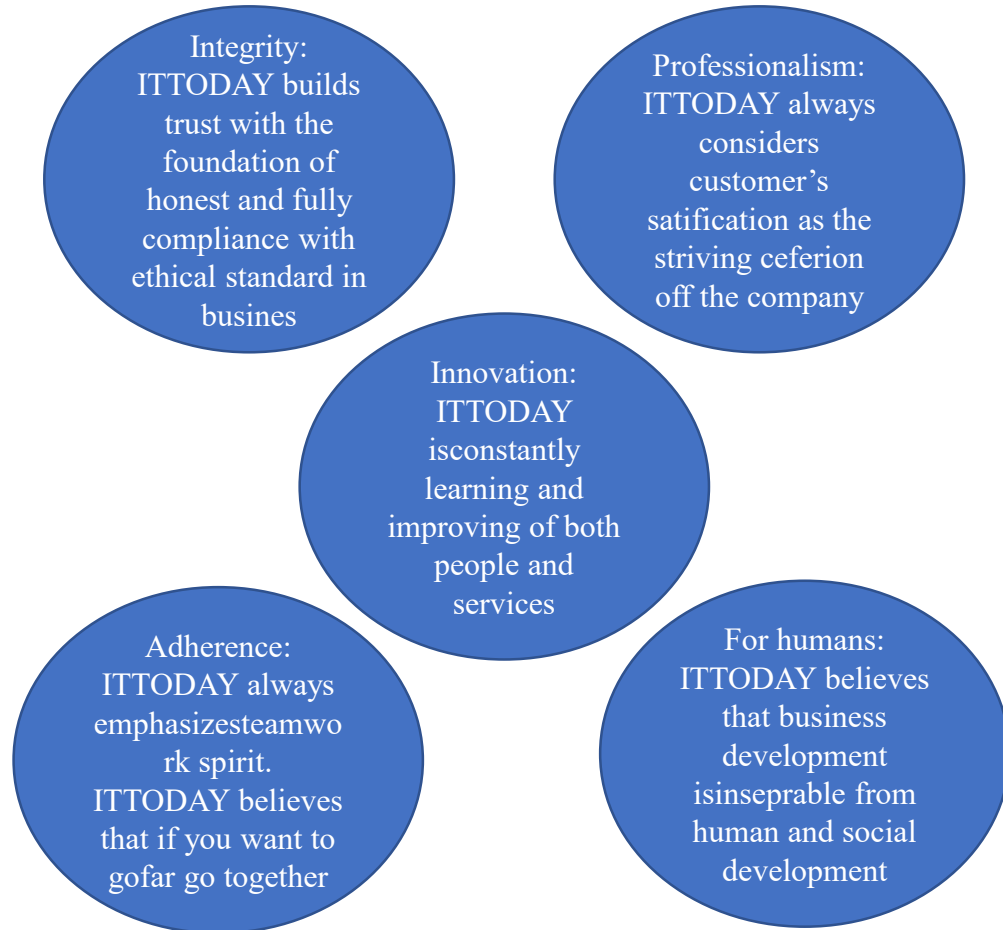 Integrity:
ITTODAY builds
trust with the
foundation of
honest and fully
compliance with
ethical standard in
busines
Professionalism:
ITTODAY always
considers
customer’s
satification as the
striving ceferion
off the company
Innovation:
ITTODAY
isconstantly
learning and
improving of both
people and
services
Adherence:
ITTODAY always
emphasizesteamwo
rk spirit.
ITTODAY believes
that if you want to
gofar go together
For humans:
ITTODAY believes
that business
development
isinseprable from
human and social
development